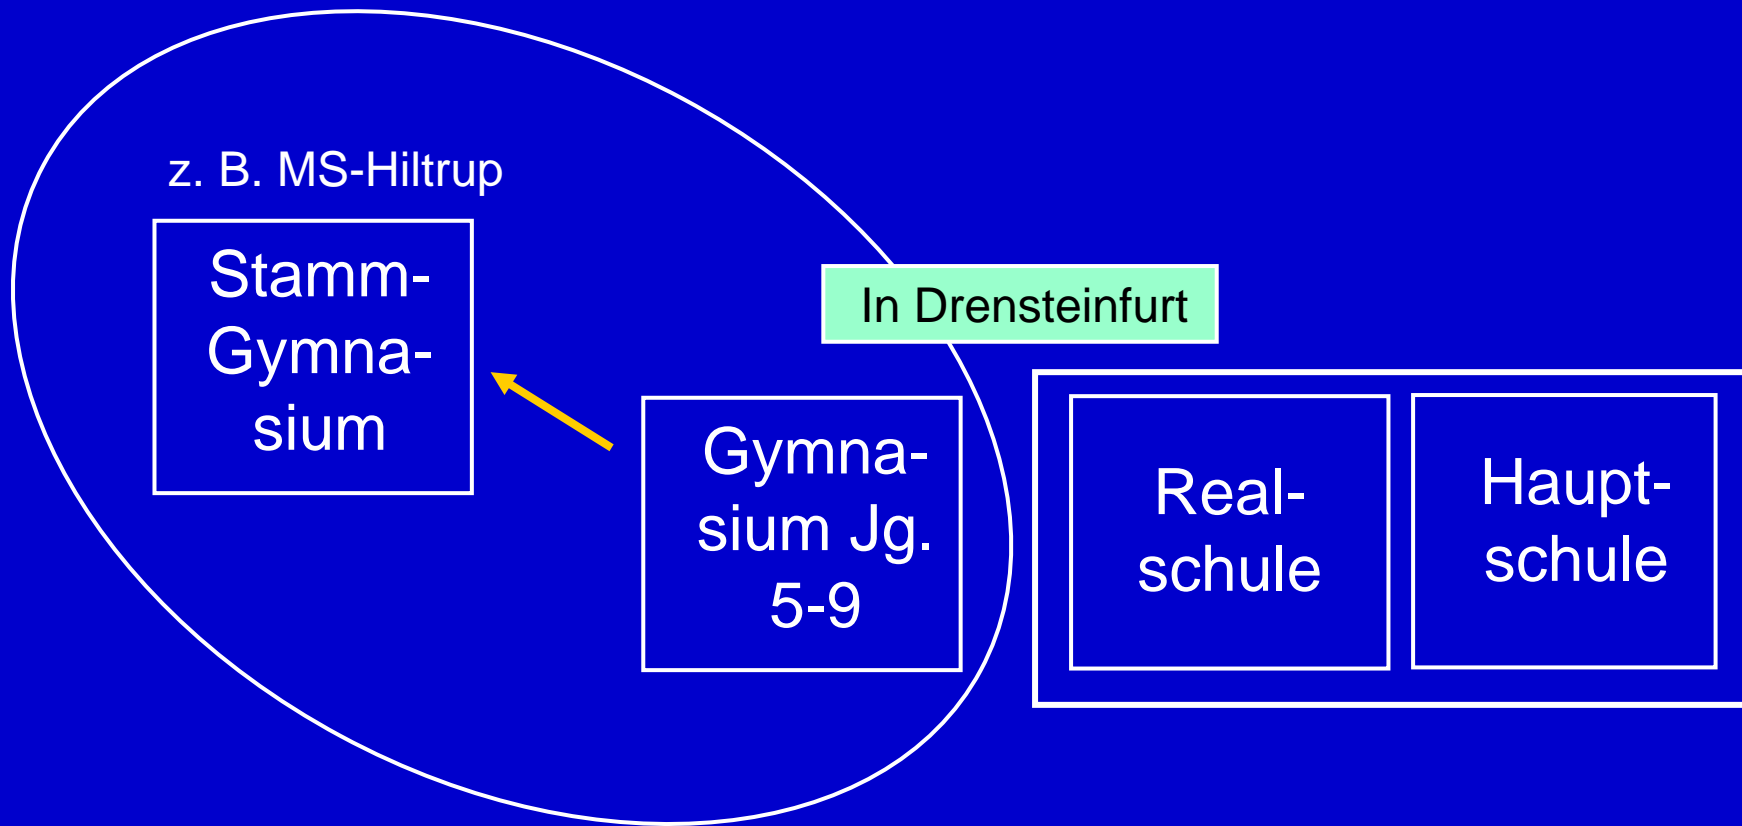 z. B. MS-Hiltrup
Stamm-
Gymna-
sium
In Drensteinfurt
Gymna-
sium Jg.
5-9
Real-
schule
Haupt-
schule